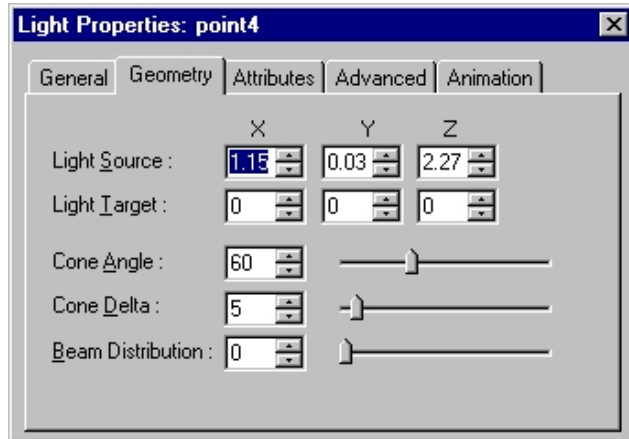 Light Properties: point4
General Geometry Attributes Advanced Animation
X Y Z
Light Source : 1.15 0.03 2.27
Light Target : 0 0 0
Cone Angle : 60
Cone Delta : 5
Beam Distribution : 0